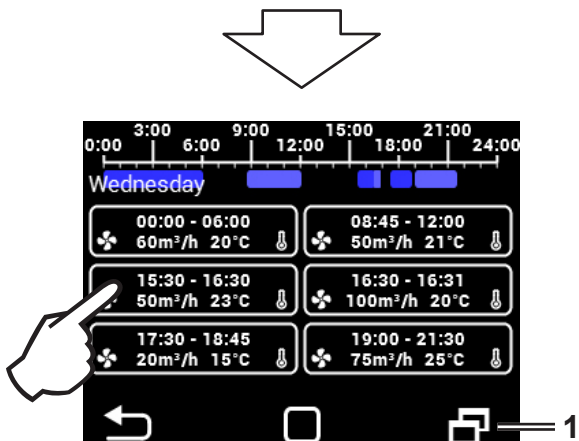 3:00 9:00 15:00 21:00
0:00 6:00 12:00 18:00 24:00
Wednesday
00:00 - 06:00
60m³/h 20°C
08:45 - 12:00
50m³/h 21°C
15:30 - 16:30
50m³/h 23°C
16:30 - 16:31
100m³/h 20°C
17:30 - 18:45
20m³/h 15°C
19:00 - 21:30
75m³/h 25°C
1